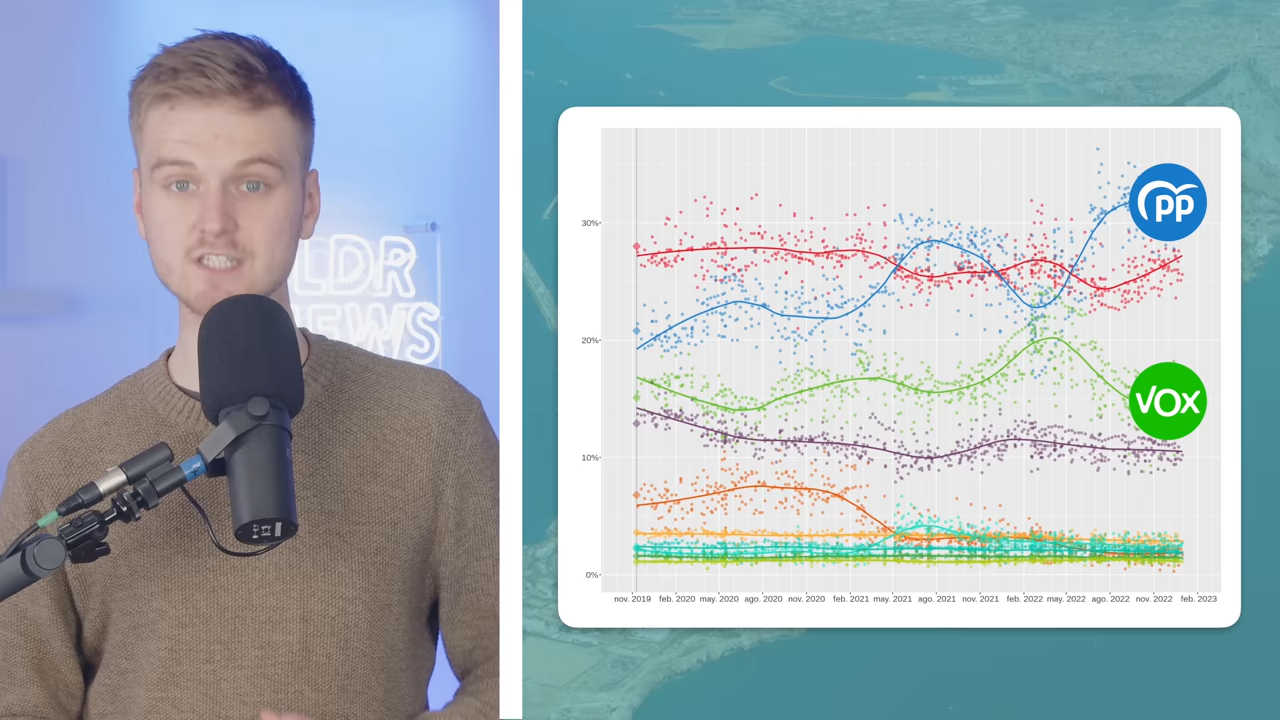 LDR
NEWS
30%
20%
10%
0%
nov. 2019 feb. 2020 may. 2020 ago. 2020 nov. 2020 feb. 2021 may. 2021 ago. 2021 nov. 2021 feb. 2022 may. 2022 ago. 2022 nov. 2022 feb. 2023
pp
VOX